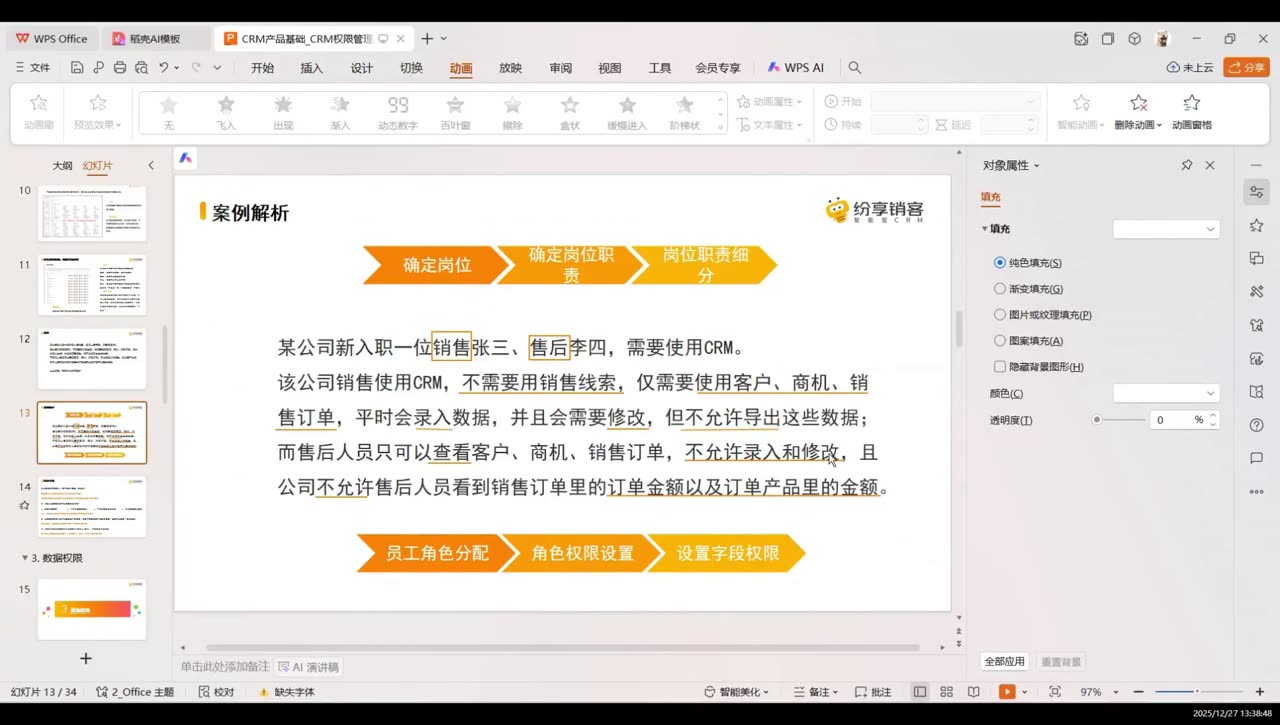 WPS Office
稻壳AI模板
CRM产品基础_CRM权限管理
文件
开始
插入
设计
切换
动画
放映
审阅
视图
工具
会员专享
WPS AI
未上云
分享
动画刷
预览效果
无
飞入
出现
渐入
动态数字
百叶窗
擦除
盒状
缓慢进入
阶梯状
动画属性
文本属性
开始
持续
延迟
智能动画
删除动画
动画窗格
大纲
幻灯片
10
11
12
13
14
3. 数据权限
15
案例解析
纷享销客
智能型CRM
确定岗位
确定岗位职
责
岗位职责细
分
某公司新入职一位销售张三、售后李四，需要使用CRM。
该公司销售使用CRM，不需要用销售线索，仅需要使用客户、商机、销
售订单，平时会录入数据，并且会需要修改，但不允许导出这些数据；
而售后人员只可以查看客户、商机、销售订单，不允许录入和修改，且
公司不允许售后人员看到销售订单里的订单金额以及订单产品里的金额。
员工角色分配
角色权限设置
设置字段权限
对象属性
填充
填充
纯色填充(S)
渐变填充(G)
图片或纹理填充(P)
图案填充(A)
隐藏背景图形(H)
颜色(C)
透明度(T)
0 %
全部应用
重置背景
单击此处添加备注
AI 演讲稿
幻灯片 13 / 34
2_Office 主题
校对
缺失字体
智能美化
备注
批注
97%
2025/12/27 13:38:48